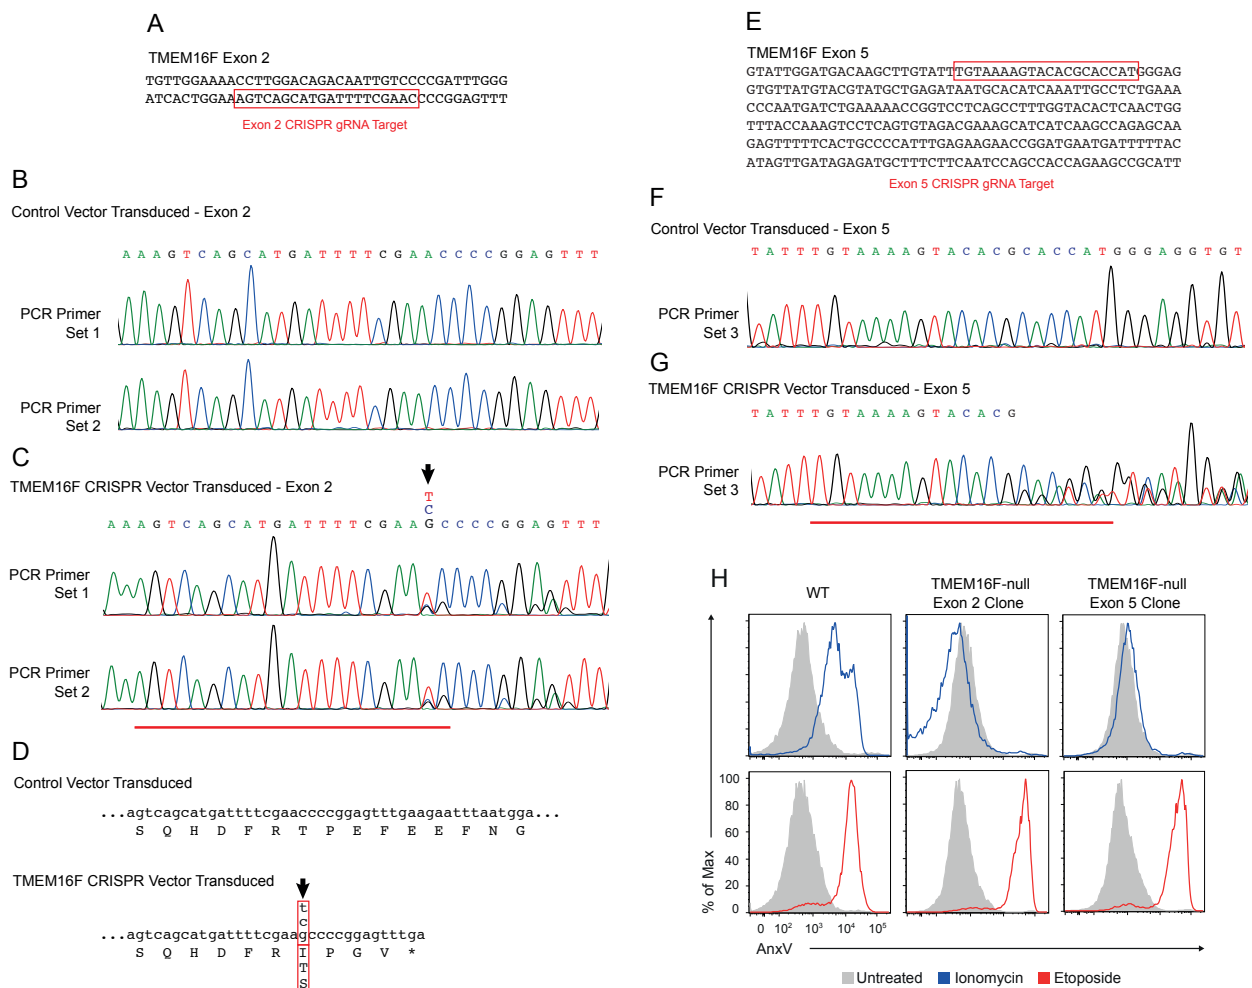 A
TMEM16F Exon 2
TGTTGGAAAACCTTGGACAGACAATTGTCCCCGATTTGGG
ATCACTGGAAAGTCAGCATGATTTTCGAACCCCGGAGTTT
Exon 2 CRISPR gRNA Target
B
Control Vector Transduced - Exon 2
A A A G T C A G C A T G A T T T T C G A A C C C C G G A G T T T
PCR Primer
Set 1
PCR Primer
Set 2
C
TMEM16F CRISPR Vector Transduced - Exon 2
T
C
A A A G T C A G C A T G A T T T T C G A A G C C C C G G A G T T T
PCR Primer
Set 1
PCR Primer
Set 2
D
Control Vector Transduced
...agtcagcatgattttcgaaccccggagtttgaagaatttaatgga...
S Q H D F R T P E F E E F N G
TMEM16F CRISPR Vector Transduced
t
c
...agtcagcatgattttcgaagccccggagtttga
S Q H D F R I P G V *
T
S
E
TMEM16F Exon 5
GTATTGGATGACAAGCTTGTATTTGTAAAAGTACACGCACCATGGGAG
GTGTTATGTACGTATGCTGAGATAATGCACATCAAATTGCCTCTGAAA
CCCAATGATCTGAAAAACCGGTCCTCAGCCTTTGGTACACTCAACTGG
TTTACCAAAGTCCTCAGTGTAGACGAAAGCATCATCAAGCCAGAGCAA
GAGTTTTTCACTGCCCCATTTGAGAAGAACCGGATGAATGATTTTTAC
ATAGTTGATAGAGATGCTTTCTTCAATCCAGCCACCAGAAGCCGCATT
Exon 5 CRISPR gRNA Target
F
Control Vector Transduced - Exon 5
T A T T T G T A A A A G T A C A C G C A C C A T G G G A G G T G T
PCR Primer
Set 3
G
TMEM16F CRISPR Vector Transduced - Exon 5
T A T T T G T A A A A G T A C A C G
PCR Primer
Set 3
H
WT
TMEM16F-null
Exon 2 Clone
TMEM16F-null
Exon 5 Clone
% of Max
100
80
60
40
20
0
0 10² 10³ 10⁴ 10⁵
AnxV
Untreated Ionomycin Etoposide